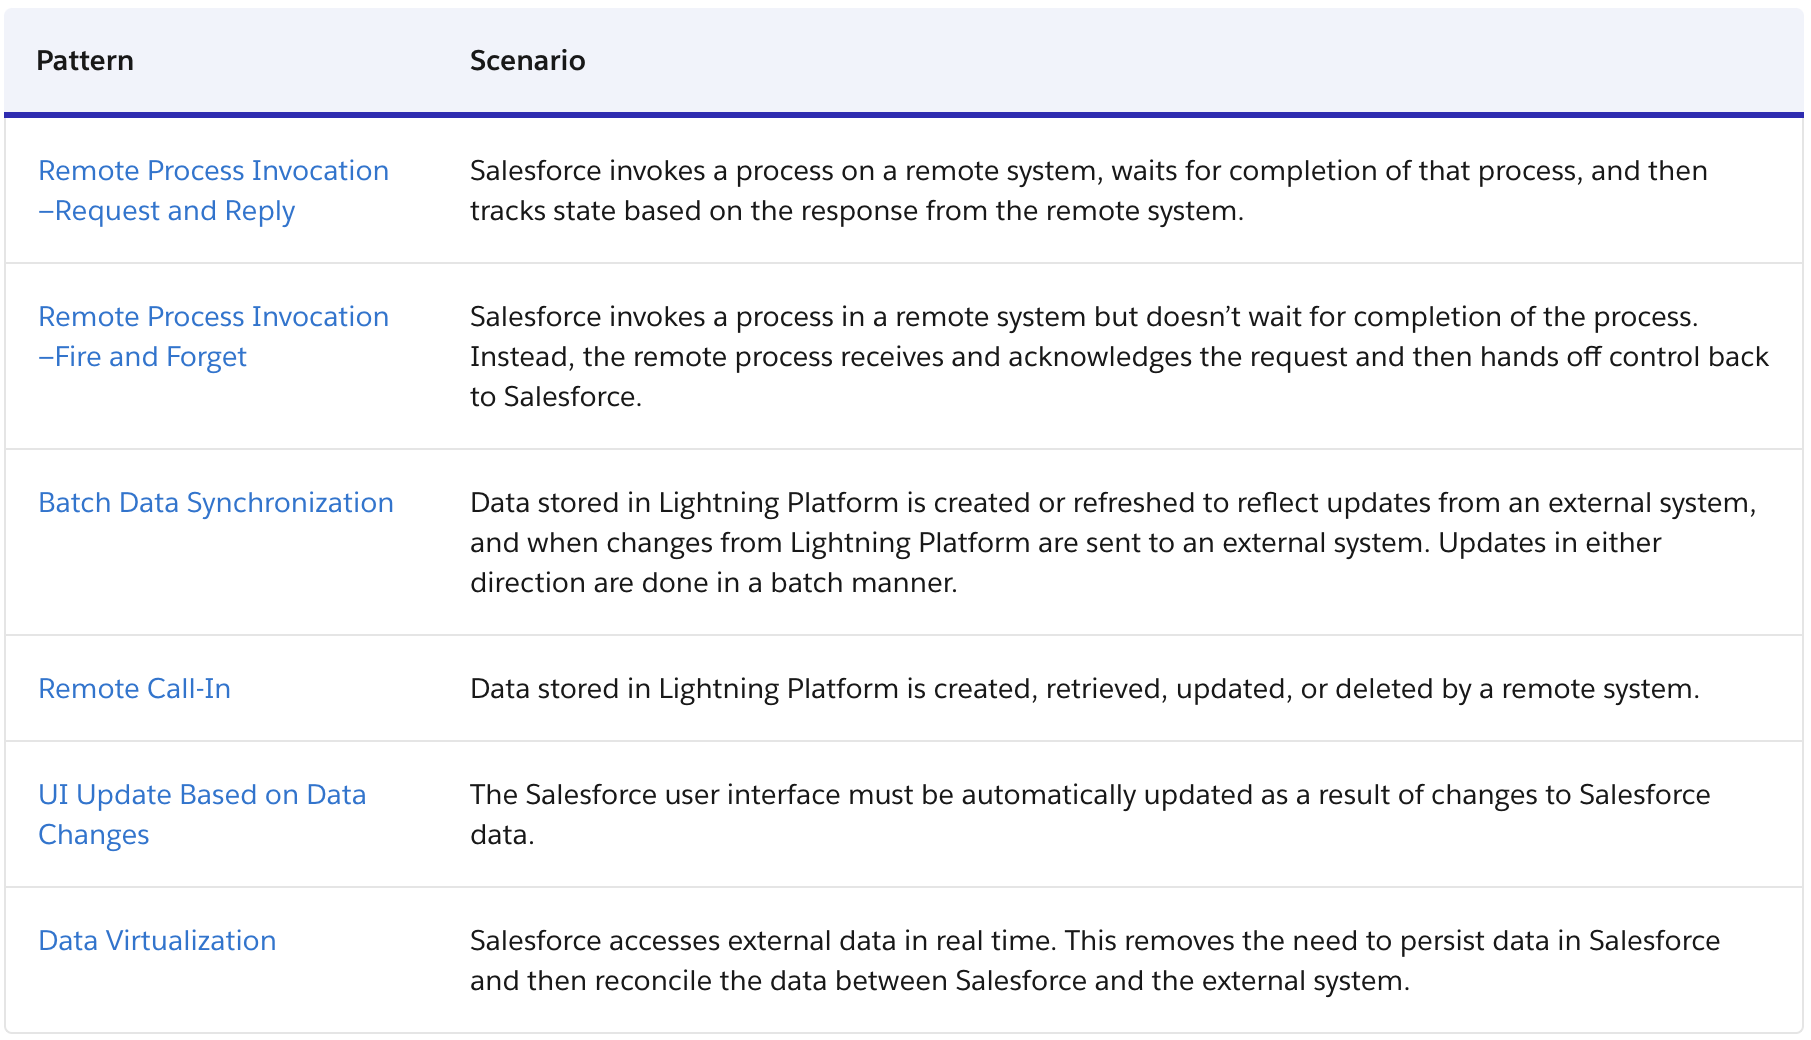 Pattern
Scenario
Remote Process Invocation
—Request and Reply
Salesforce invokes a process on a remote system, waits for completion of that process, and then
tracks state based on the response from the remote system.
Remote Process Invocation
—Fire and Forget
Salesforce invokes a process in a remote system but doesn’t wait for completion of the process.
Instead, the remote process receives and acknowledges the request and then hands off control back
to Salesforce.
Batch Data Synchronization
Data stored in Lightning Platform is created or refreshed to reflect updates from an external system,
and when changes from Lightning Platform are sent to an external system. Updates in either
direction are done in a batch manner.
Remote Call-In
Data stored in Lightning Platform is created, retrieved, updated, or deleted by a remote system.
UI Update Based on Data
Changes
The Salesforce user interface must be automatically updated as a result of changes to Salesforce
data.
Data Virtualization
Salesforce accesses external data in real time. This removes the need to persist data in Salesforce
and then reconcile the data between Salesforce and the external system.